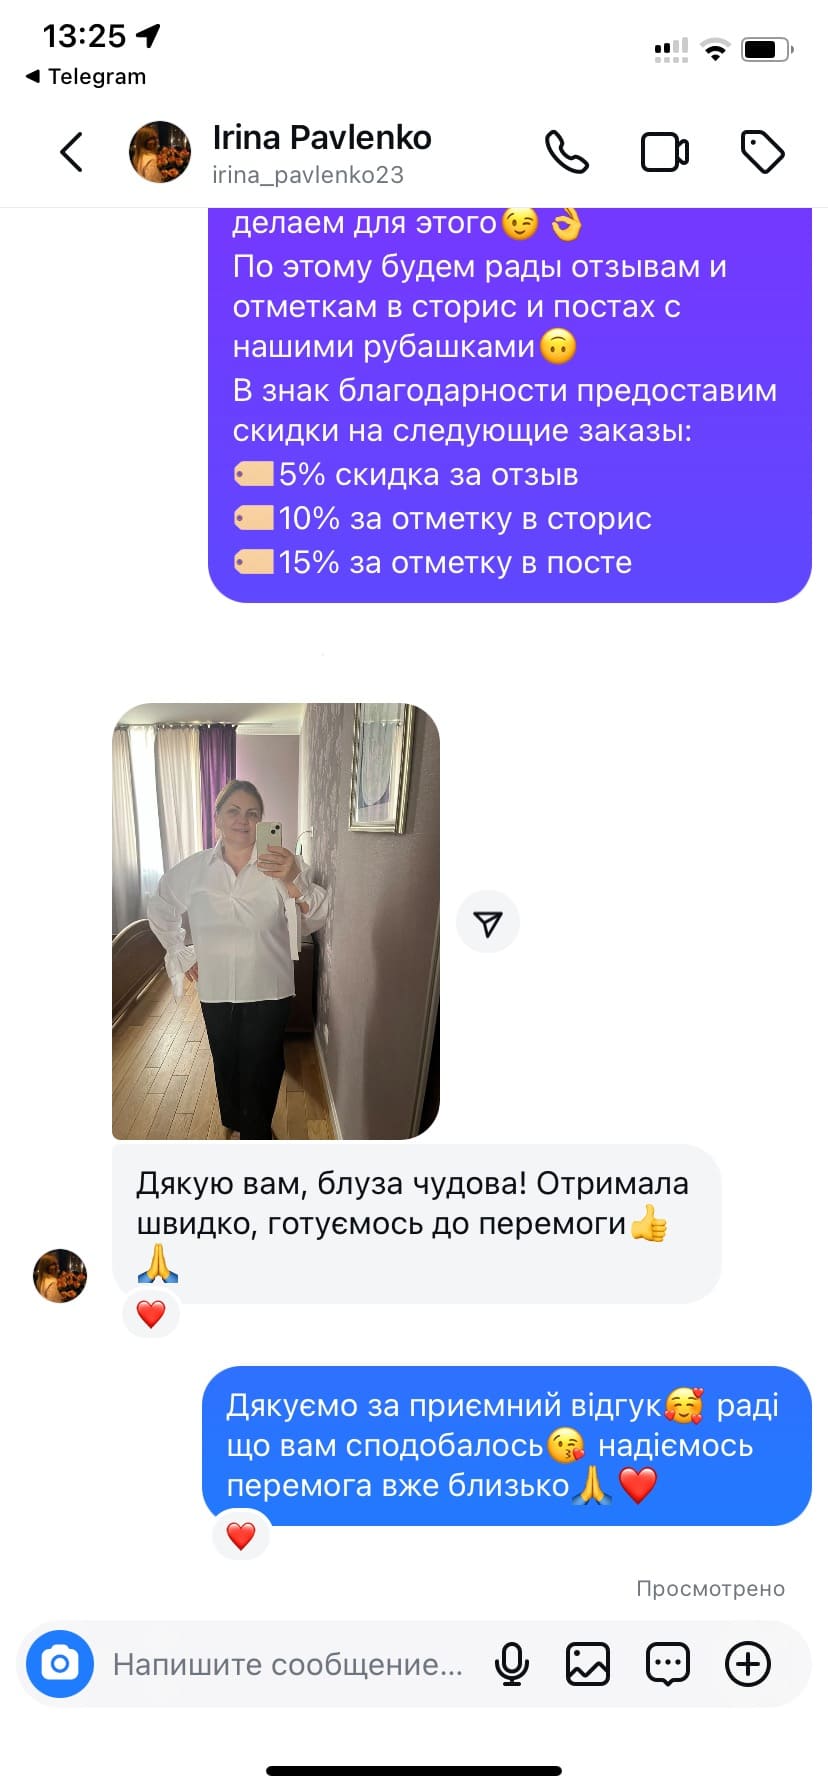 13:25
Telegram
Irina Pavlenko
irina_pavlenko23
делаем для этого😉👌
По этому будем рады отзывам и
отметкам в сторис и постах с
нашими рубашками🙃
В знак благодарности предоставим
скидки на следующие заказы:
🏷️5% скидка за отзыв
🏷️10% за отметку в сторис
🏷️15% за отметку в посте
Дякую вам, блуза чудова! Отримала
швидко, готуємось до перемоги👍
🙏
❤️
Дякуємо за приємний відгук🥰 раді
що вам сподобалось😘 надіємось
перемога вже близько🙏❤️
❤️
Просмотрено
Напишите сообщение...